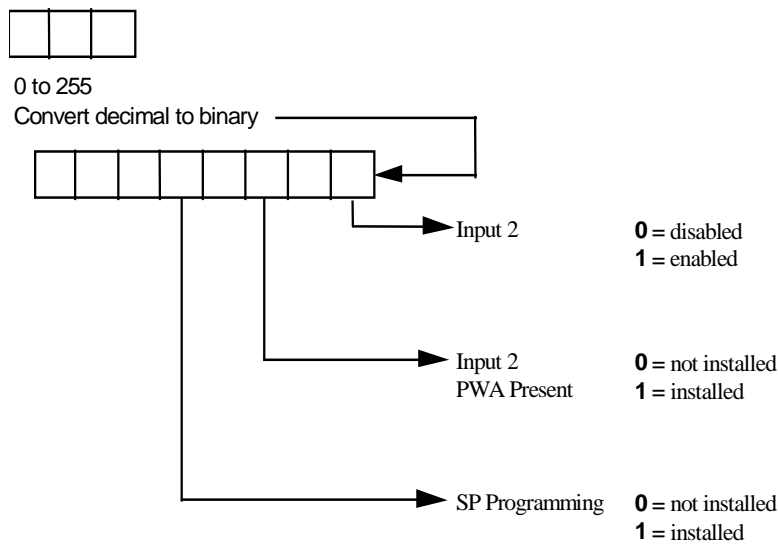 0 to 255
Convert decimal to binary
Input 2 0 = disabled
1 = enabled
Input 2 0 = not installed
PWA Present 1 = installed
SP Programming 0 = not installed
1 = installed